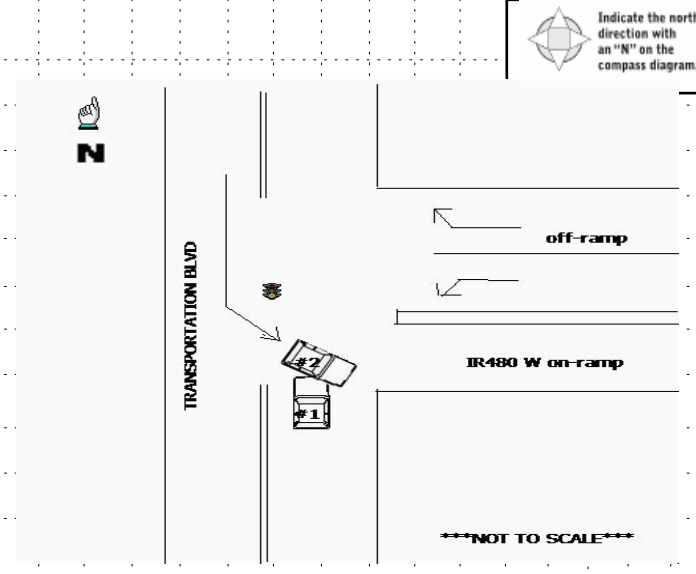 Indicate the north
direction with
an "N" on the
compass diagram.
N
off-ramp
TRANSPORTATION BLVD
#2
IR480 W on-ramp
#1
***NOT TO SCALE***